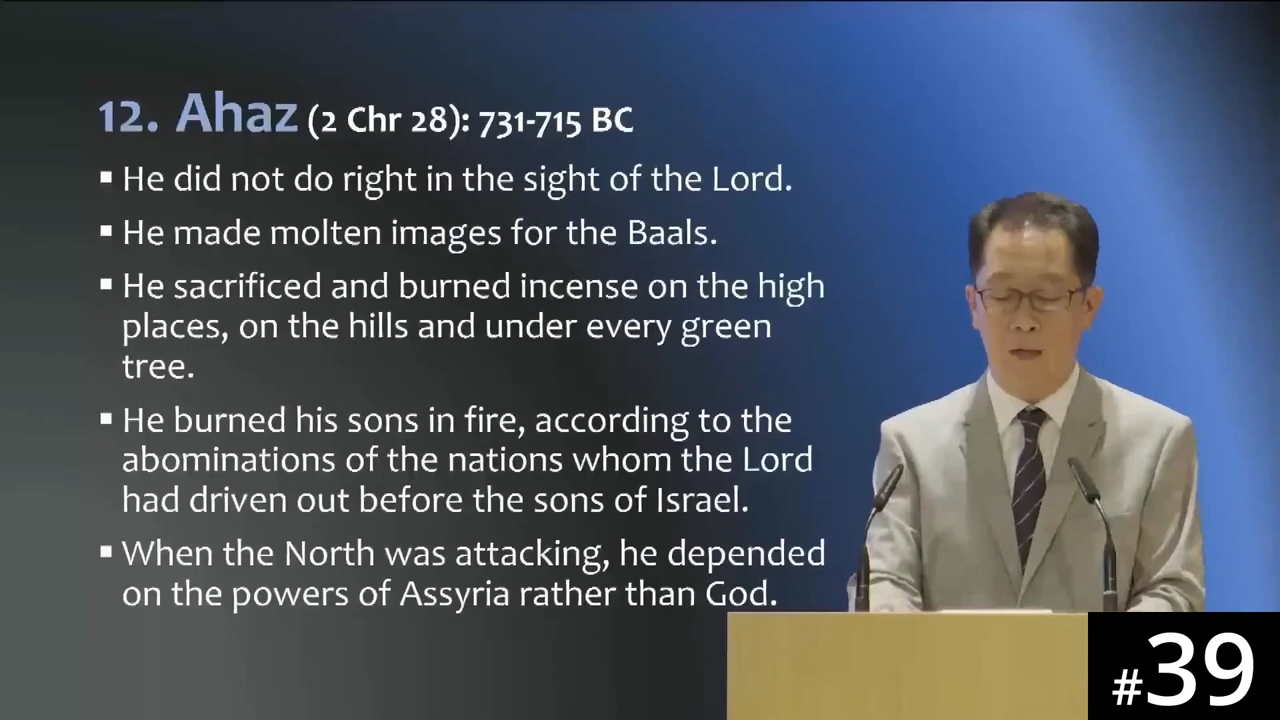 12. Ahaz (2 Chr 28): 731-715 BC
▪ He did not do right in the sight of the Lord.
▪ He made molten images for the Baals.
▪ He sacrificed and burned incense on the high
places, on the hills and under every green
tree.
▪ He burned his sons in fire, according to the
abominations of the nations whom the Lord
had driven out before the sons of Israel.
▪ When the North was attacking, he depended
on the powers of Assyria rather than God.
#39